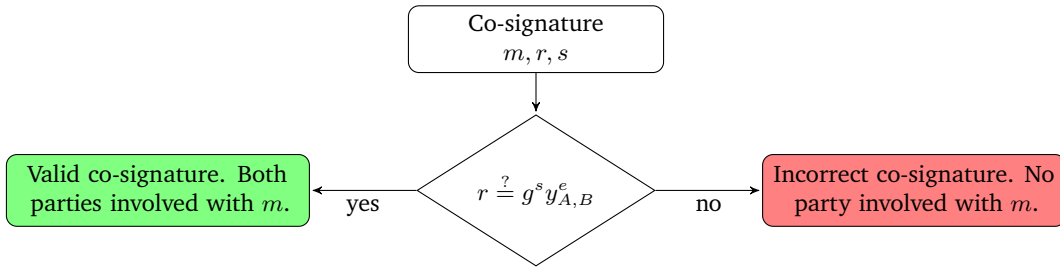 Co-signature
m, r, s
Valid co-signature. Both
parties involved with m.
yes
r ?= g^s y^e_{A,B}
no
Incorrect co-signature. No
party involved with m.